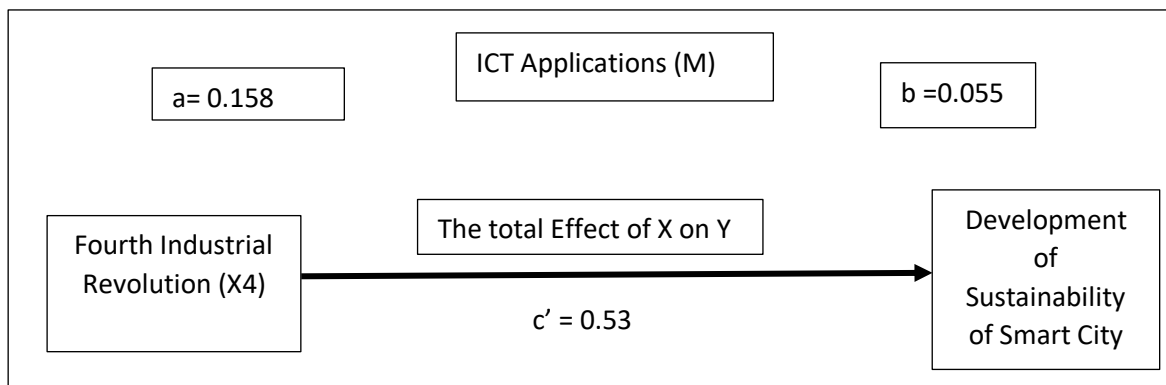 ICT Applications (M)
a= 0.158
b =0.055
Fourth Industrial
Revolution (X4)
The total Effect of X on Y
c’ = 0.53
Development
of
Sustainability
of Smart City